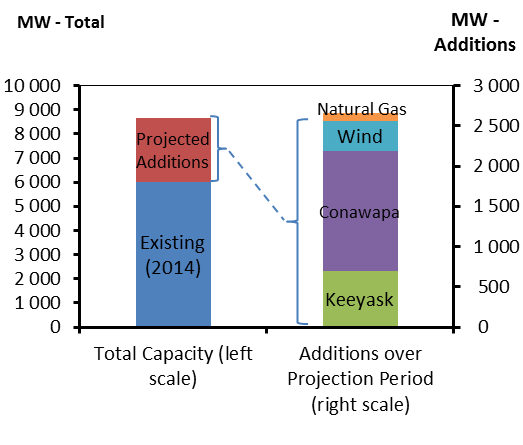 MW - Total
MW -
Additions
10 000
9 000
8 000
7 000
6 000
5 000
4 000
3 000
2 000
1 000
0
Projected
Additions
Existing
(2014)
Natural Gas
Wind
Conawapa
Keeyask
3 000
2 500
2 000
1 500
1 000
500
0
Total Capacity (left
scale)
Additions over
Projection Period
(right scale)